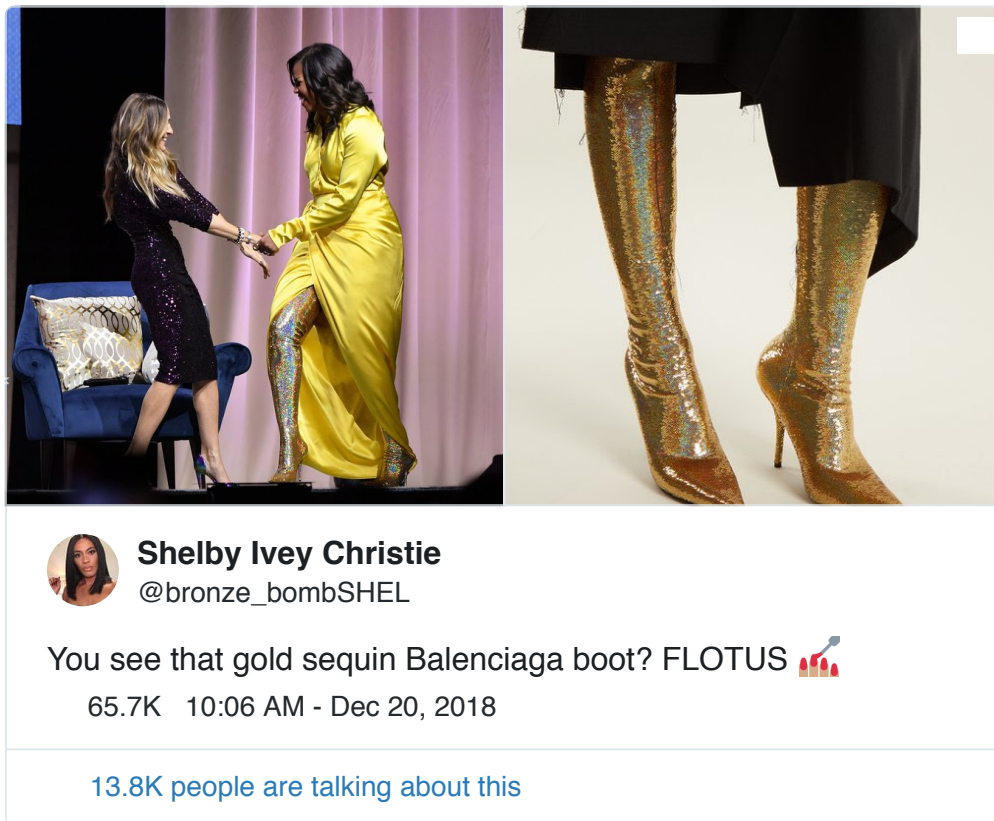 Shelby Ivey Christie
@bronze_bombSHEL
You see that gold sequin Balenciaga boot? FLOTUS 💅
65.7K 10:06 AM - Dec 20, 2018
13.8K people are talking about this